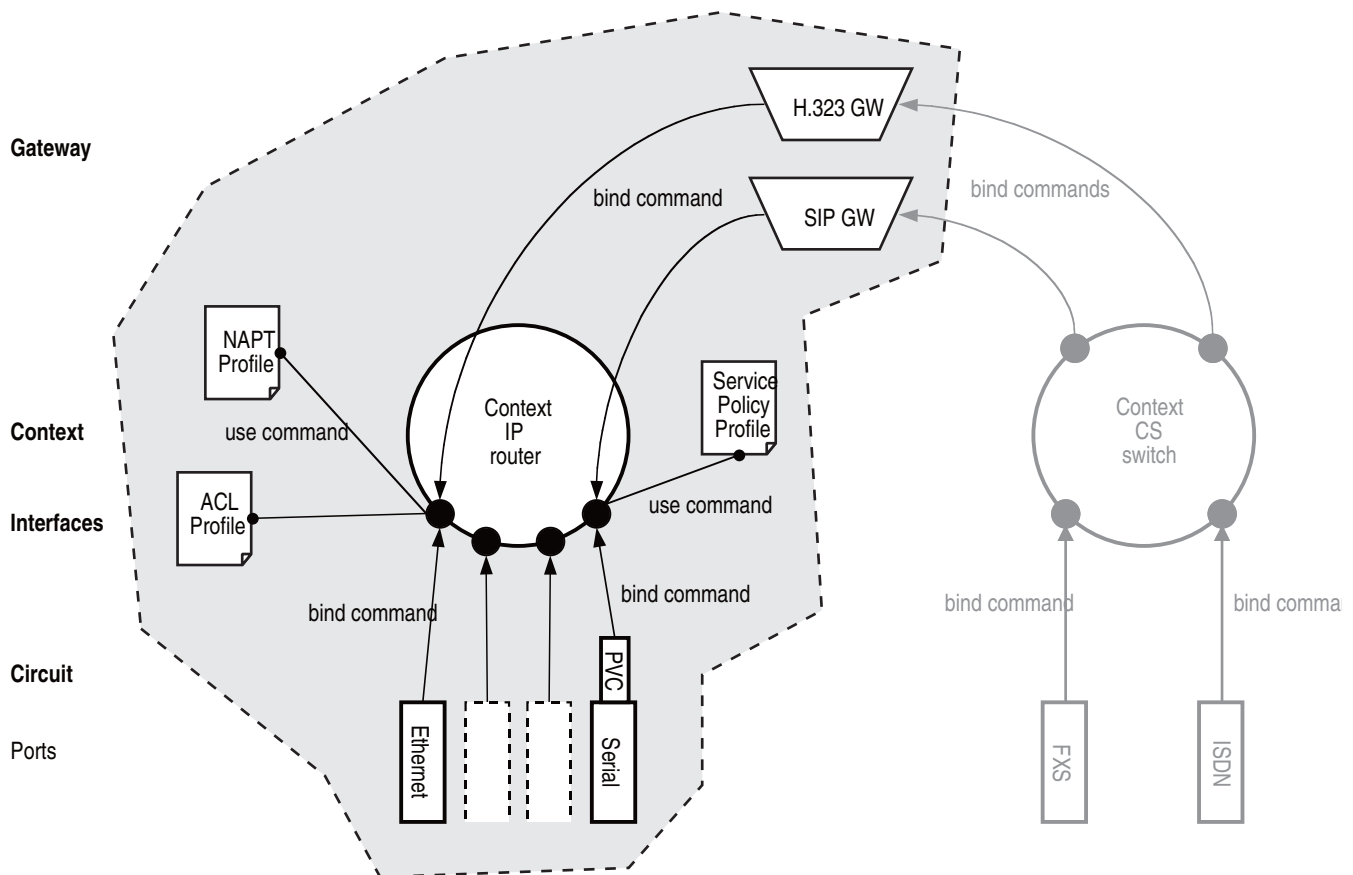 H.323 GW
Gateway
bind command
bind commands
SIP GW
NAPT
Profile
Service
Policy
Profile
Context
IP
router
Context
CS
switch
Context
use command
ACL
Profile
use command
Interfaces
bind command
bind command
bind command
bind comma
PVC
Circuit
Ethernet
Serial
FXS
ISDN
Ports